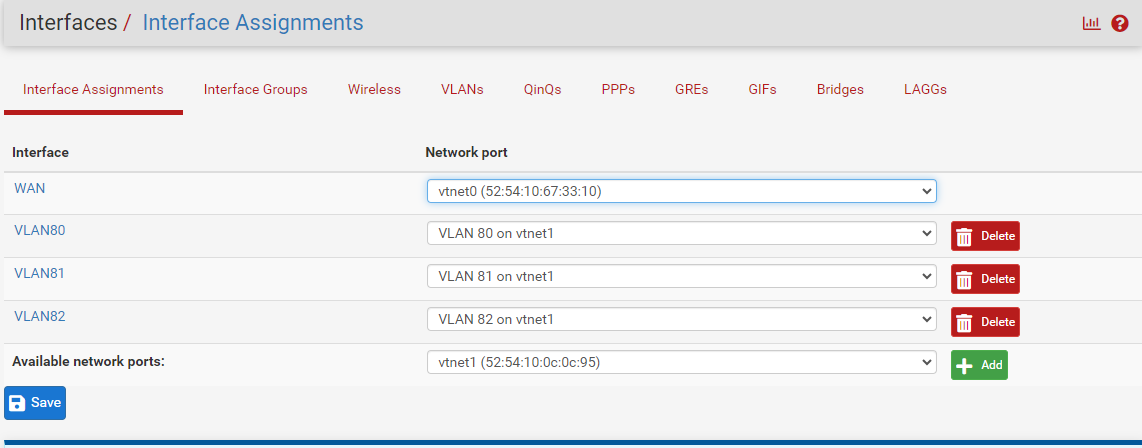 Interfaces / Interface Assignments
Interface Assignments Interface Groups Wireless VLANs QinQs PPPs GREs GIFs Bridges LAGGs
Interface Network port
WAN vtnet0 (52:54:10:67:33:10)
VLAN80 VLAN 80 on vtnet1 Delete
VLAN81 VLAN 81 on vtnet1 Delete
VLAN82 VLAN 82 on vtnet1 Delete
Available network ports: vtnet1 (52:54:10:0c:0c:95) Add
Save